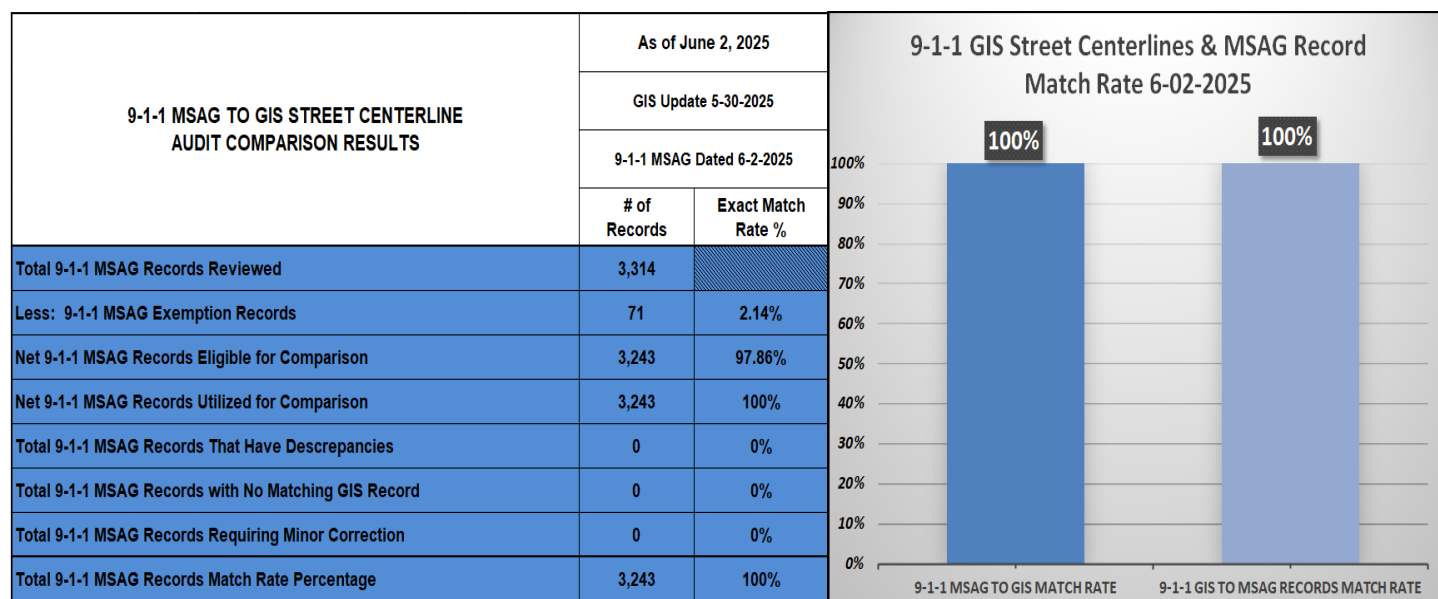 9-1-1 MSAG TO GIS STREET CENTERLINE
AUDIT COMPARISON RESULTS
As of June 2, 2025
GIS Update 5-30-2025
9-1-1 MSAG Dated 6-2-2025
# of
Records
Exact Match
Rate %
Total 9-1-1 MSAG Records Reviewed 3,314
Less: 9-1-1 MSAG Exemption Records 71 2.14%
Net 9-1-1 MSAG Records Eligible for Comparison 3,243 97.86%
Net 9-1-1 MSAG Records Utilized for Comparison 3,243 100%
Total 9-1-1 MSAG Records That Have Descrepancies 0 0%
Total 9-1-1 MSAG Records with No Matching GIS Record 0 0%
Total 9-1-1 MSAG Records Requiring Minor Correction 0 0%
Total 9-1-1 MSAG Records Match Rate Percentage 3,243 100%
9-1-1 GIS Street Centerlines & MSAG Record
Match Rate 6-02-2025
100% 100%
100%
90%
80%
70%
60%
50%
40%
30%
20%
10%
0%
9-1-1 MSAG TO GIS MATCH RATE 9-1-1 GIS TO MSAG RECORDS MATCH RATE